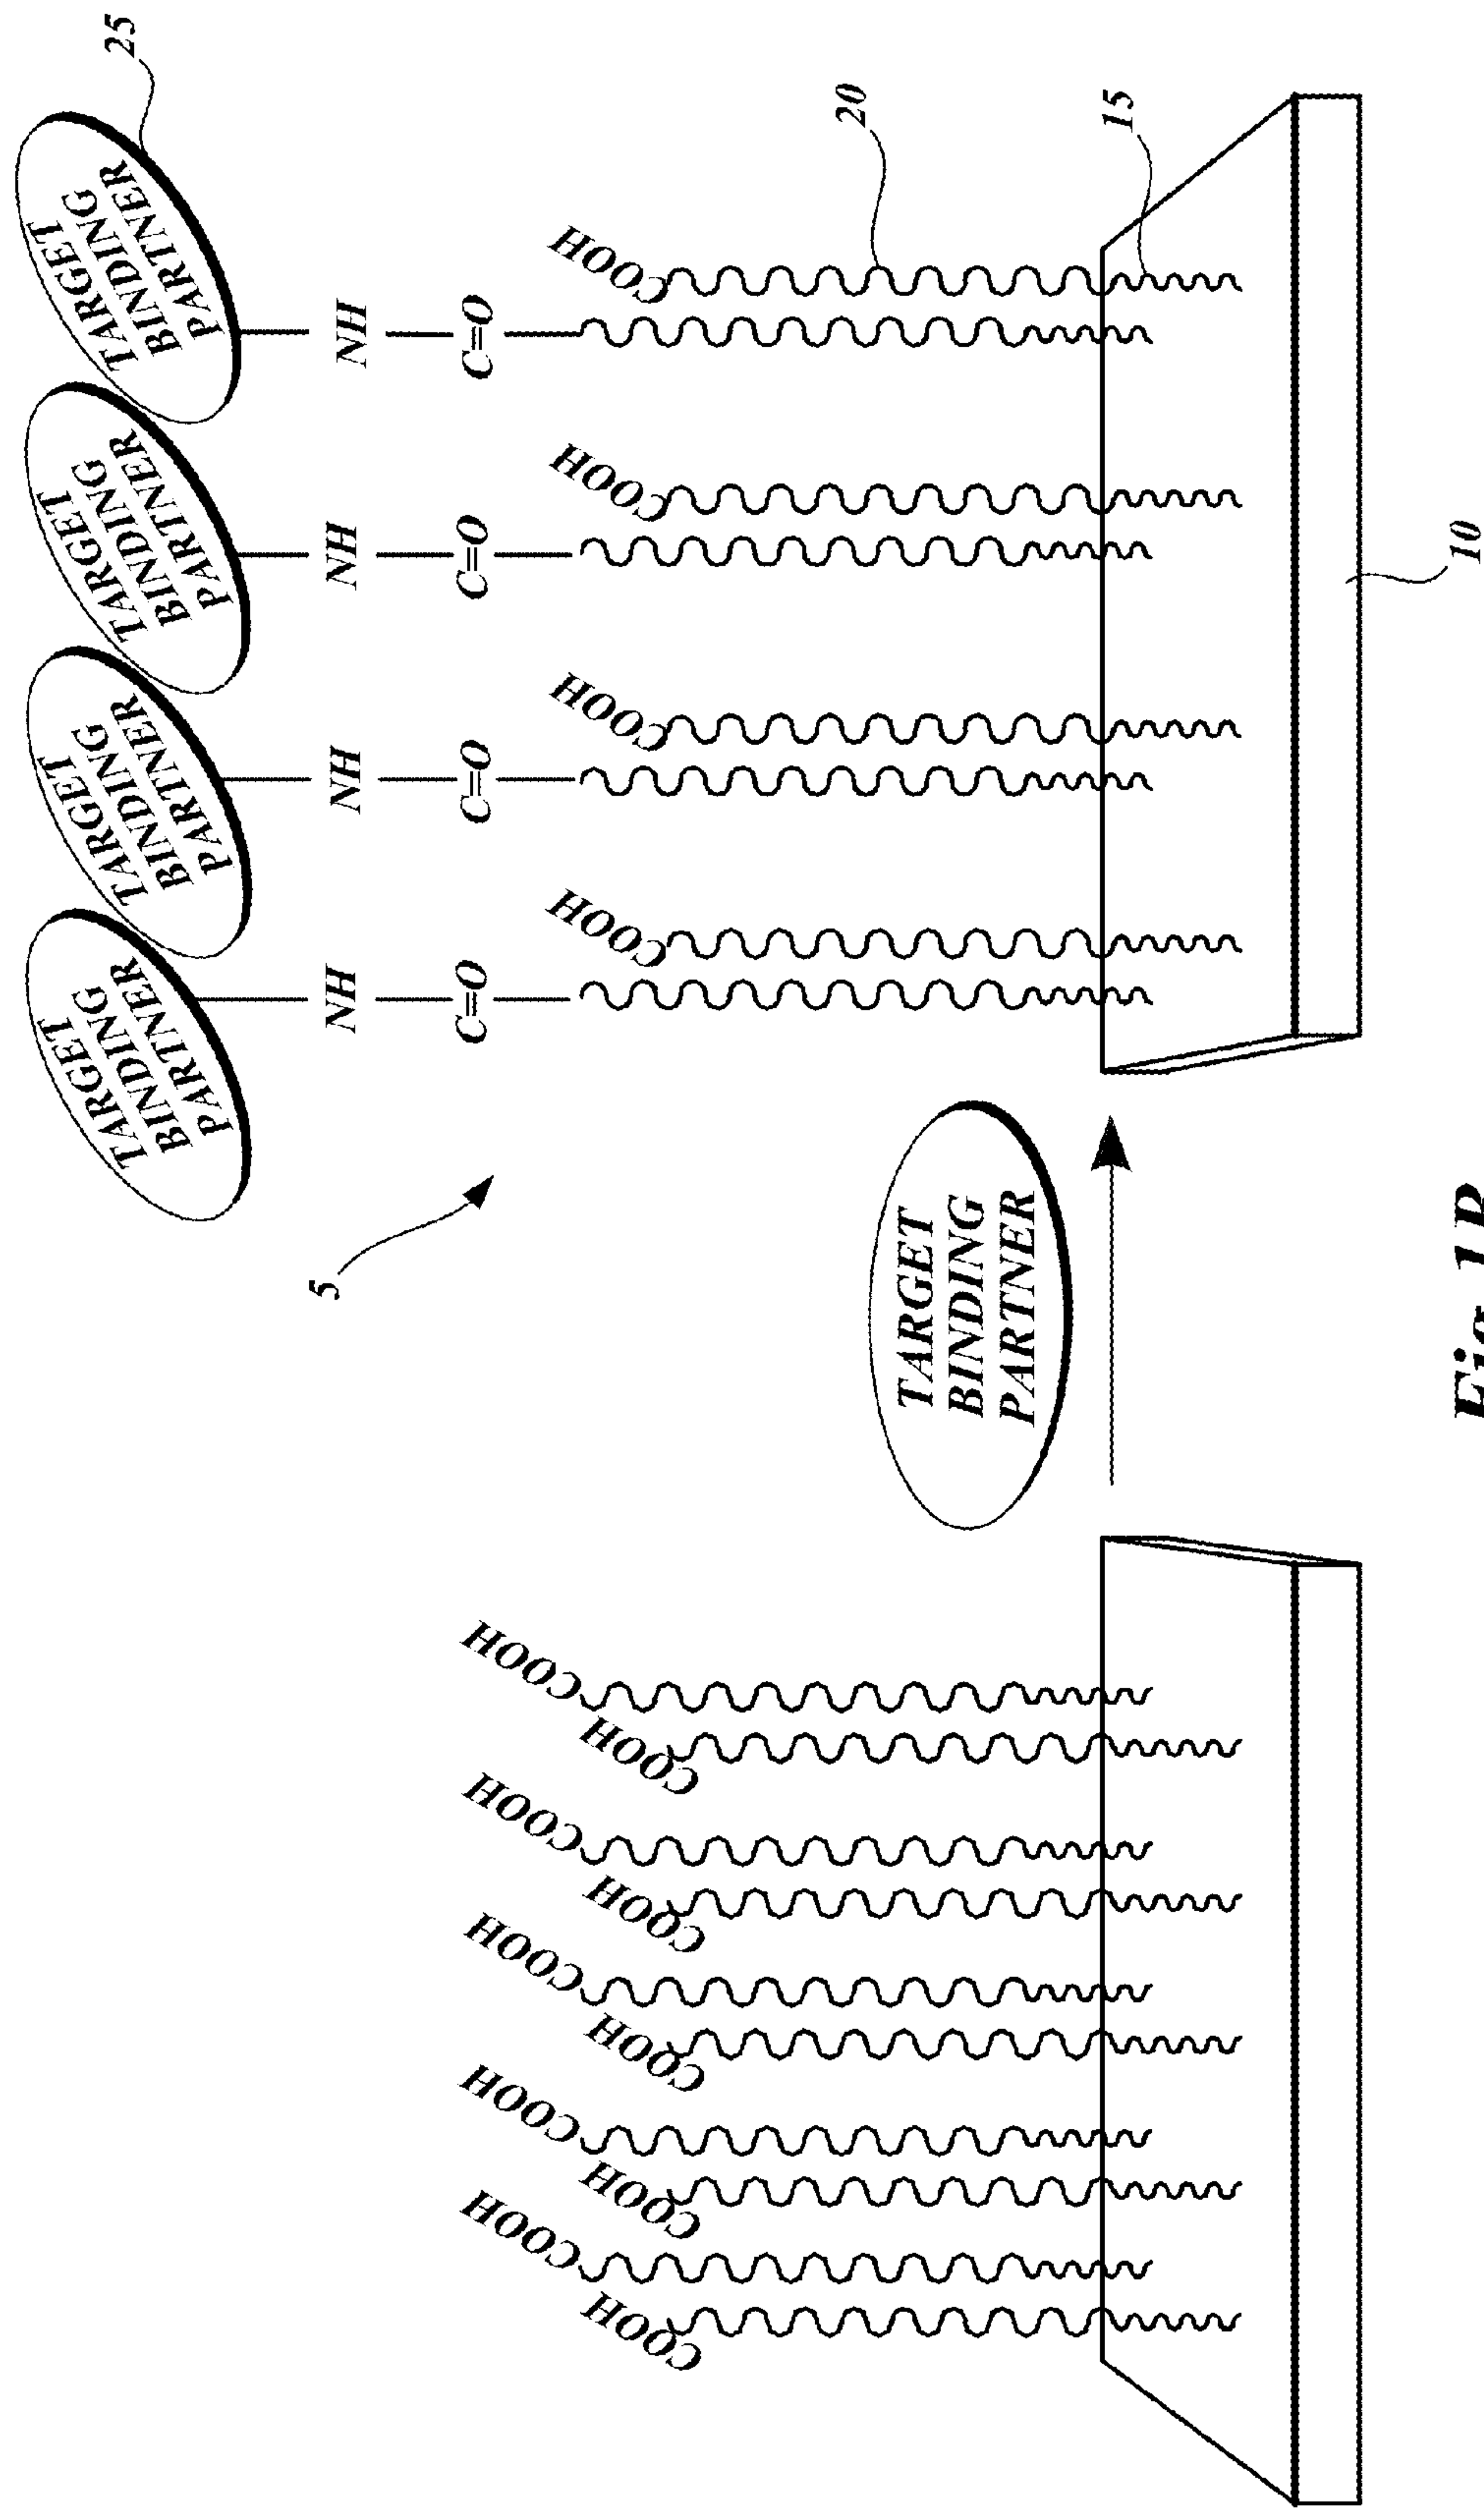 COOH
COOH
COOH
COOH
COOH
COOH
COOH
COOH
COOH
COOH
TARGET
BINDING
PARTNER
5
TARGET
BINDING
PARTNER
NH
C=O
COOH
TARGET
BINDING
PARTNER
NH
C=O
COOH
TARGET
BINDING
PARTNER
NH
C=O
COOH
TARGET
BINDING
PARTNER
NH
C=O
COOH
25
20
15
10